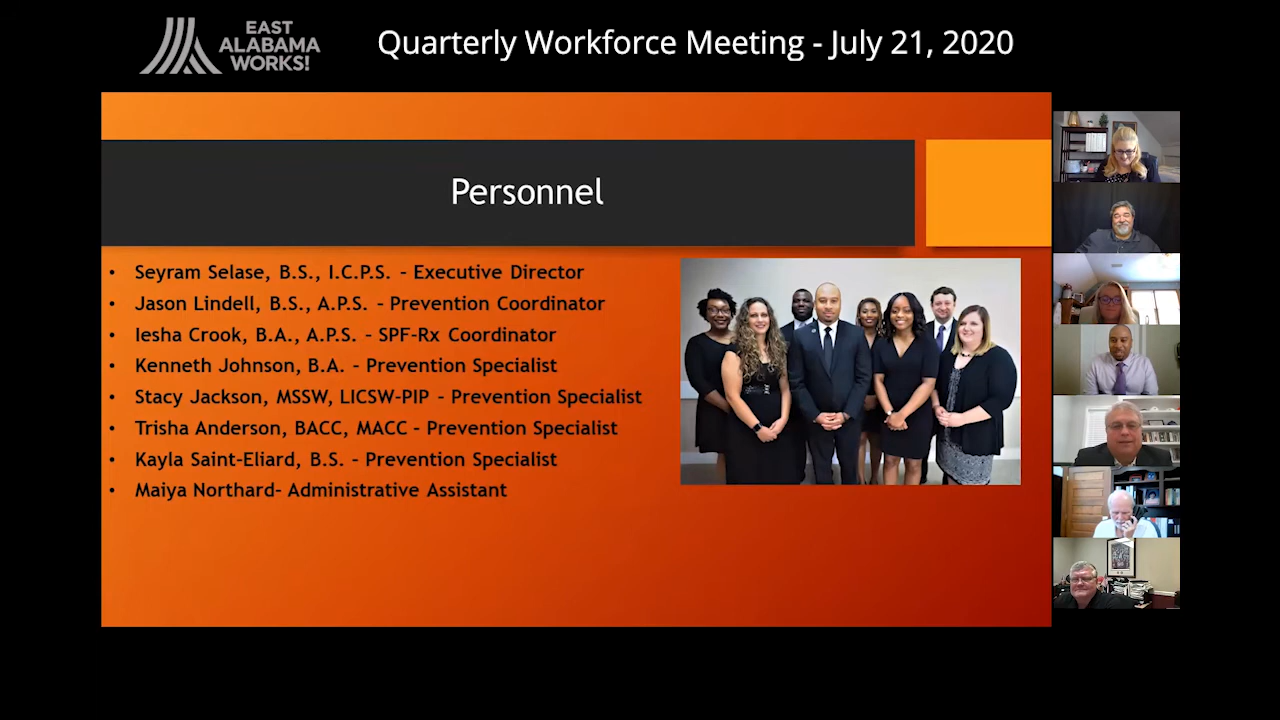 EAST
ALABAMA
WORKS!
Quarterly Workforce Meeting - July 21, 2020
Personnel
• Seyram Selase, B.S., I.C.P.S. - Executive Director
• Jason Lindell, B.S., A.P.S. - Prevention Coordinator
• Iesha Crook, B.A., A.P.S. - SPF-Rx Coordinator
• Kenneth Johnson, B.A. - Prevention Specialist
• Stacy Jackson, MSSW, LICSW-PIP - Prevention Specialist
• Trisha Anderson, BACC, MACC - Prevention Specialist
• Kayla Saint-Eliard, B.S. - Prevention Specialist
• Maiya Northard- Administrative Assistant